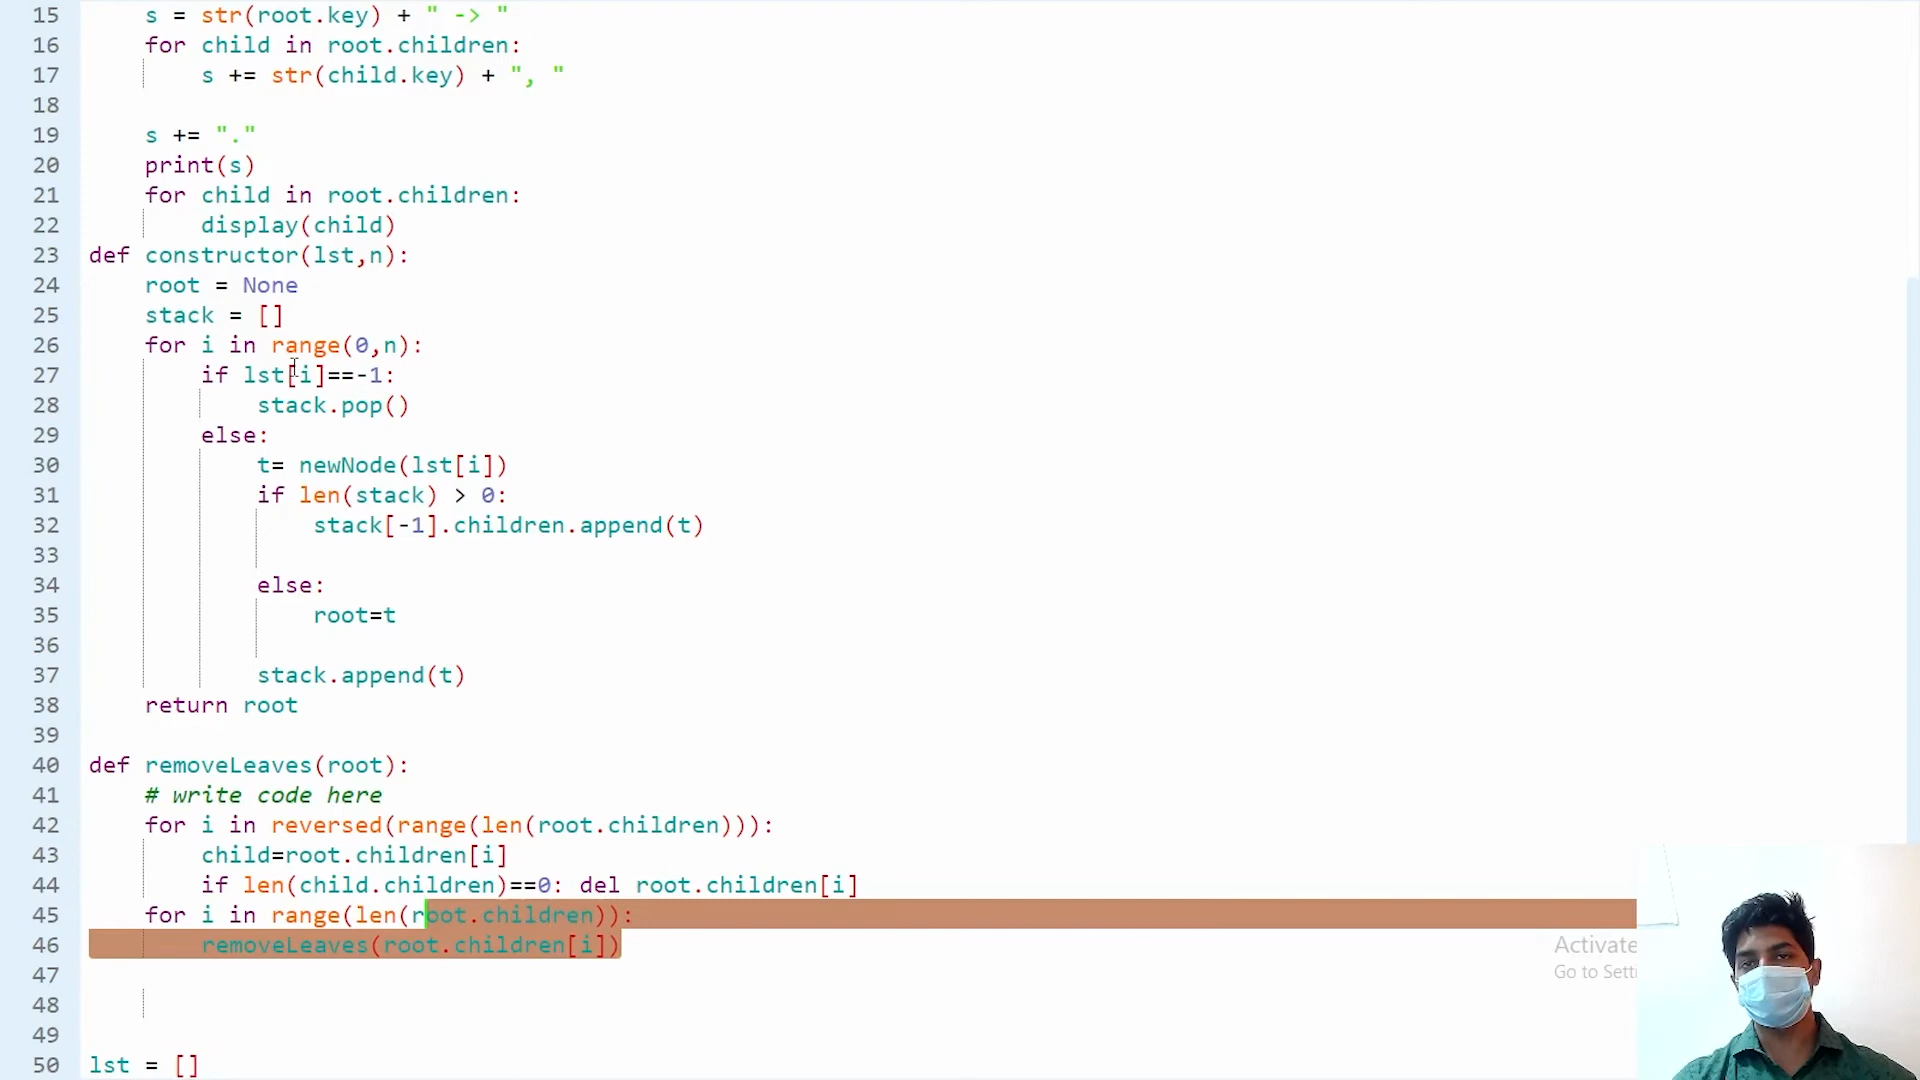 15 s = str(root.key) + " -> "
16 for child in root.children:
17 s += str(child.key) + ", "
18
19 s += "."
20 print(s)
21 for child in root.children:
22 display(child)
23 def constructor(lst,n):
24 root = None
25 stack = []
26 for i in range(0,n):
27 if lst[i]==-1:
28 stack.pop()
29 else:
30 t= newNode(lst[i])
31 if len(stack) > 0:
32 stack[-1].children.append(t)
33
34 else:
35 root=t
36
37 stack.append(t)
38 return root
39
40 def removeLeaves(root):
41 # write code here
42 for i in reversed(range(len(root.children))):
43 child=root.children[i]
44 if len(child.children)==0: del root.children[i]
45 for i in range(len(root.children)):
46 removeLeaves(root.children[i])
47
48
49
50 lst = []
Activate
Go to Setti